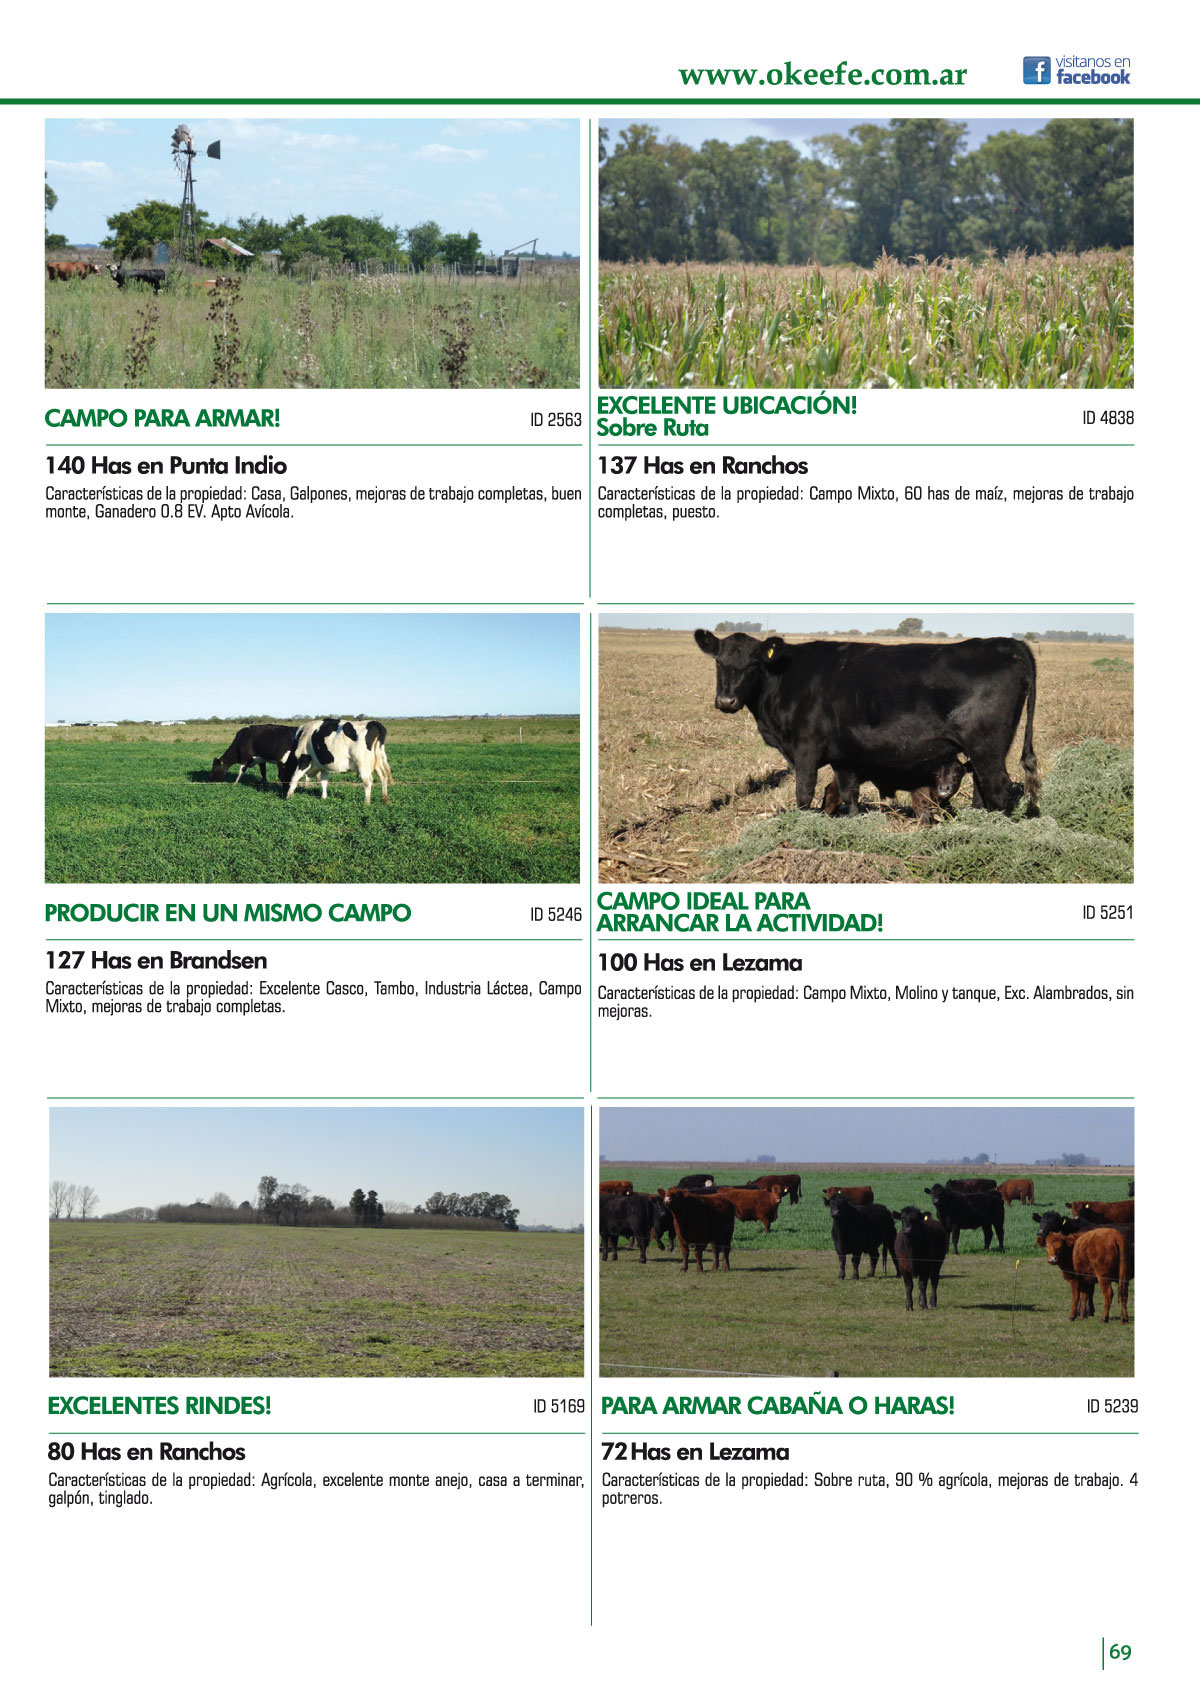 www.okeefe.com.ar
visitanos en
facebook
CAMPO PARA ARMAR!
ID 2563
140 Has en Punta Indio
Características de la propiedad: Casa, Galpones, mejoras de trabajo completas, buen
monte, Ganadero 0.8 EV. Apto Avícola.
EXCELENTE UBICACIÓN!
Sobre Ruta
ID 4838
137 Has en Ranchos
Características de la propiedad: Campo Mixto, 60 has de maíz, mejoras de trabajo
completas, puesto.
PRODUCIR EN UN MISMO CAMPO
ID 5246
127 Has en Brandsen
Características de la propiedad: Excelente Casco, Tambo, Industria Láctea, Campo
Mixto, mejoras de trabajo completas.
CAMPO IDEAL PARA
ARRANCAR LA ACTIVIDAD!
ID 5251
100 Has en Lezama
Características de la propiedad: Campo Mixto, Molino y tanque, Exc. Alambrados, sin
mejoras.
EXCELENTES RINDES!
ID 5169
80 Has en Ranchos
Características de la propiedad: Agrícola, excelente monte anejo, casa a terminar,
galpón, tinglado.
PARA ARMAR CABAÑA O HARAS!
ID 5239
72 Has en Lezama
Características de la propiedad: Sobre ruta, 90 % agrícola, mejoras de trabajo. 4
potreros.
69